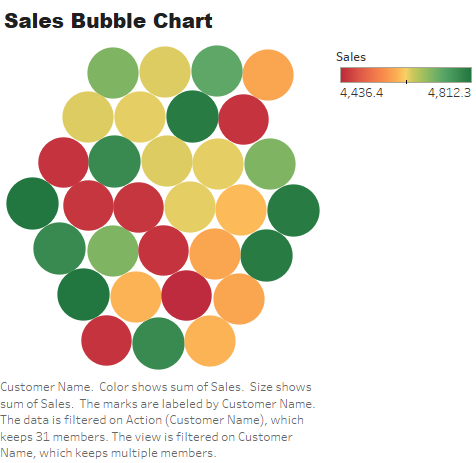 Sales Bubble Chart
Sales
4,436.4 4,812.3
Customer Name. Color shows sum of Sales. Size shows
sum of Sales. The marks are labeled by Customer Name.
The data is filtered on Action (Customer Name), which
keeps 31 members. The view is filtered on Customer
Name, which keeps multiple members.